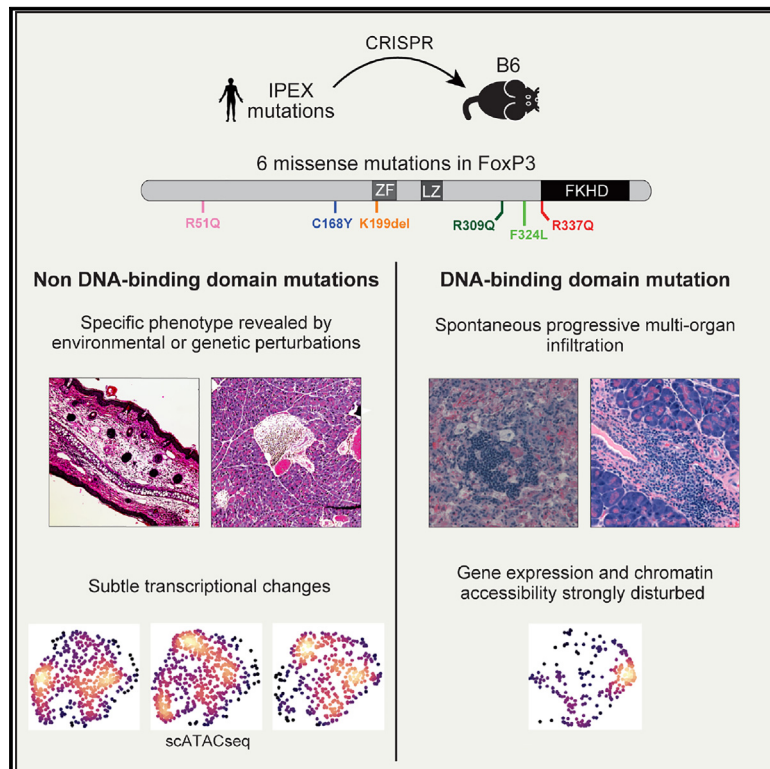 CRISPR
IPEX
mutations
B6
6 missense mutations in FoxP3
ZF
LZ
FKHD
R51Q
C168Y
K199del
R309Q
F324L
R337Q
Non DNA-binding domain mutations
Specific phenotype revealed by
environmental or genetic perturbations
Subtle transcriptional changes
scATACseq
DNA-binding domain mutation
Spontaneous progressive multi-organ
infiltration
Gene expression and chromatin
accessibility strongly disturbed